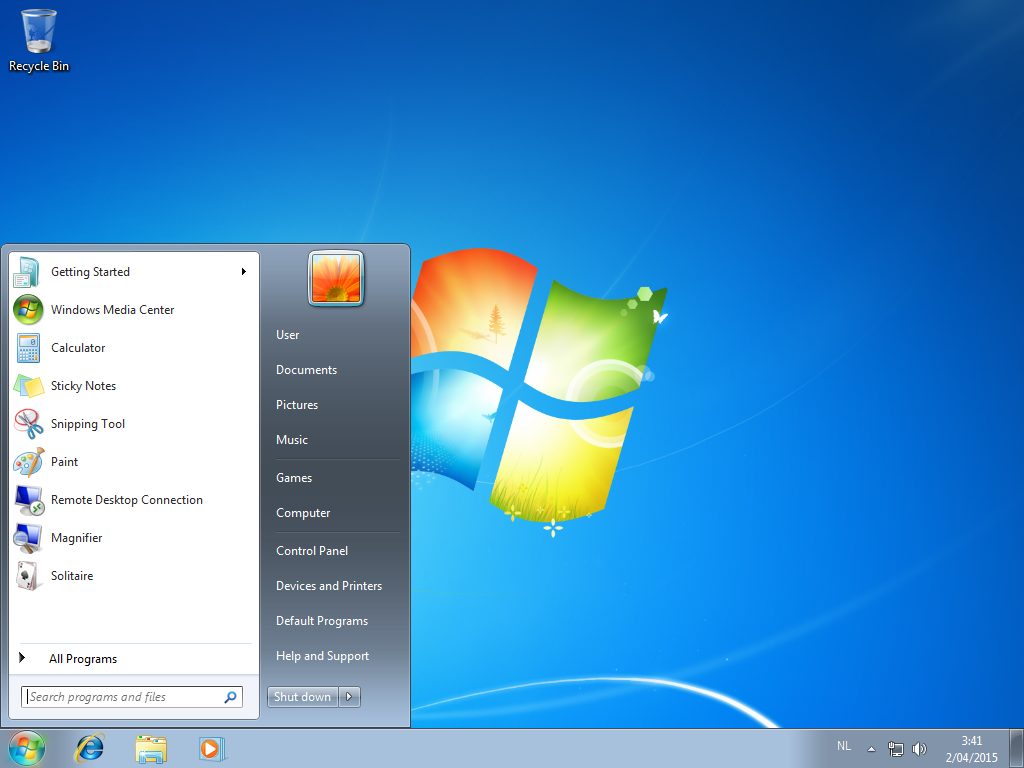 Recycle Bin
Getting Started
Windows Media Center
Calculator
Sticky Notes
Snipping Tool
Paint
Remote Desktop Connection
Magnifier
Solitaire
All Programs
Search programs and files
User
Documents
Pictures
Music
Games
Computer
Control Panel
Devices and Printers
Default Programs
Help and Support
Shut down
NL
3:41
2/04/2015